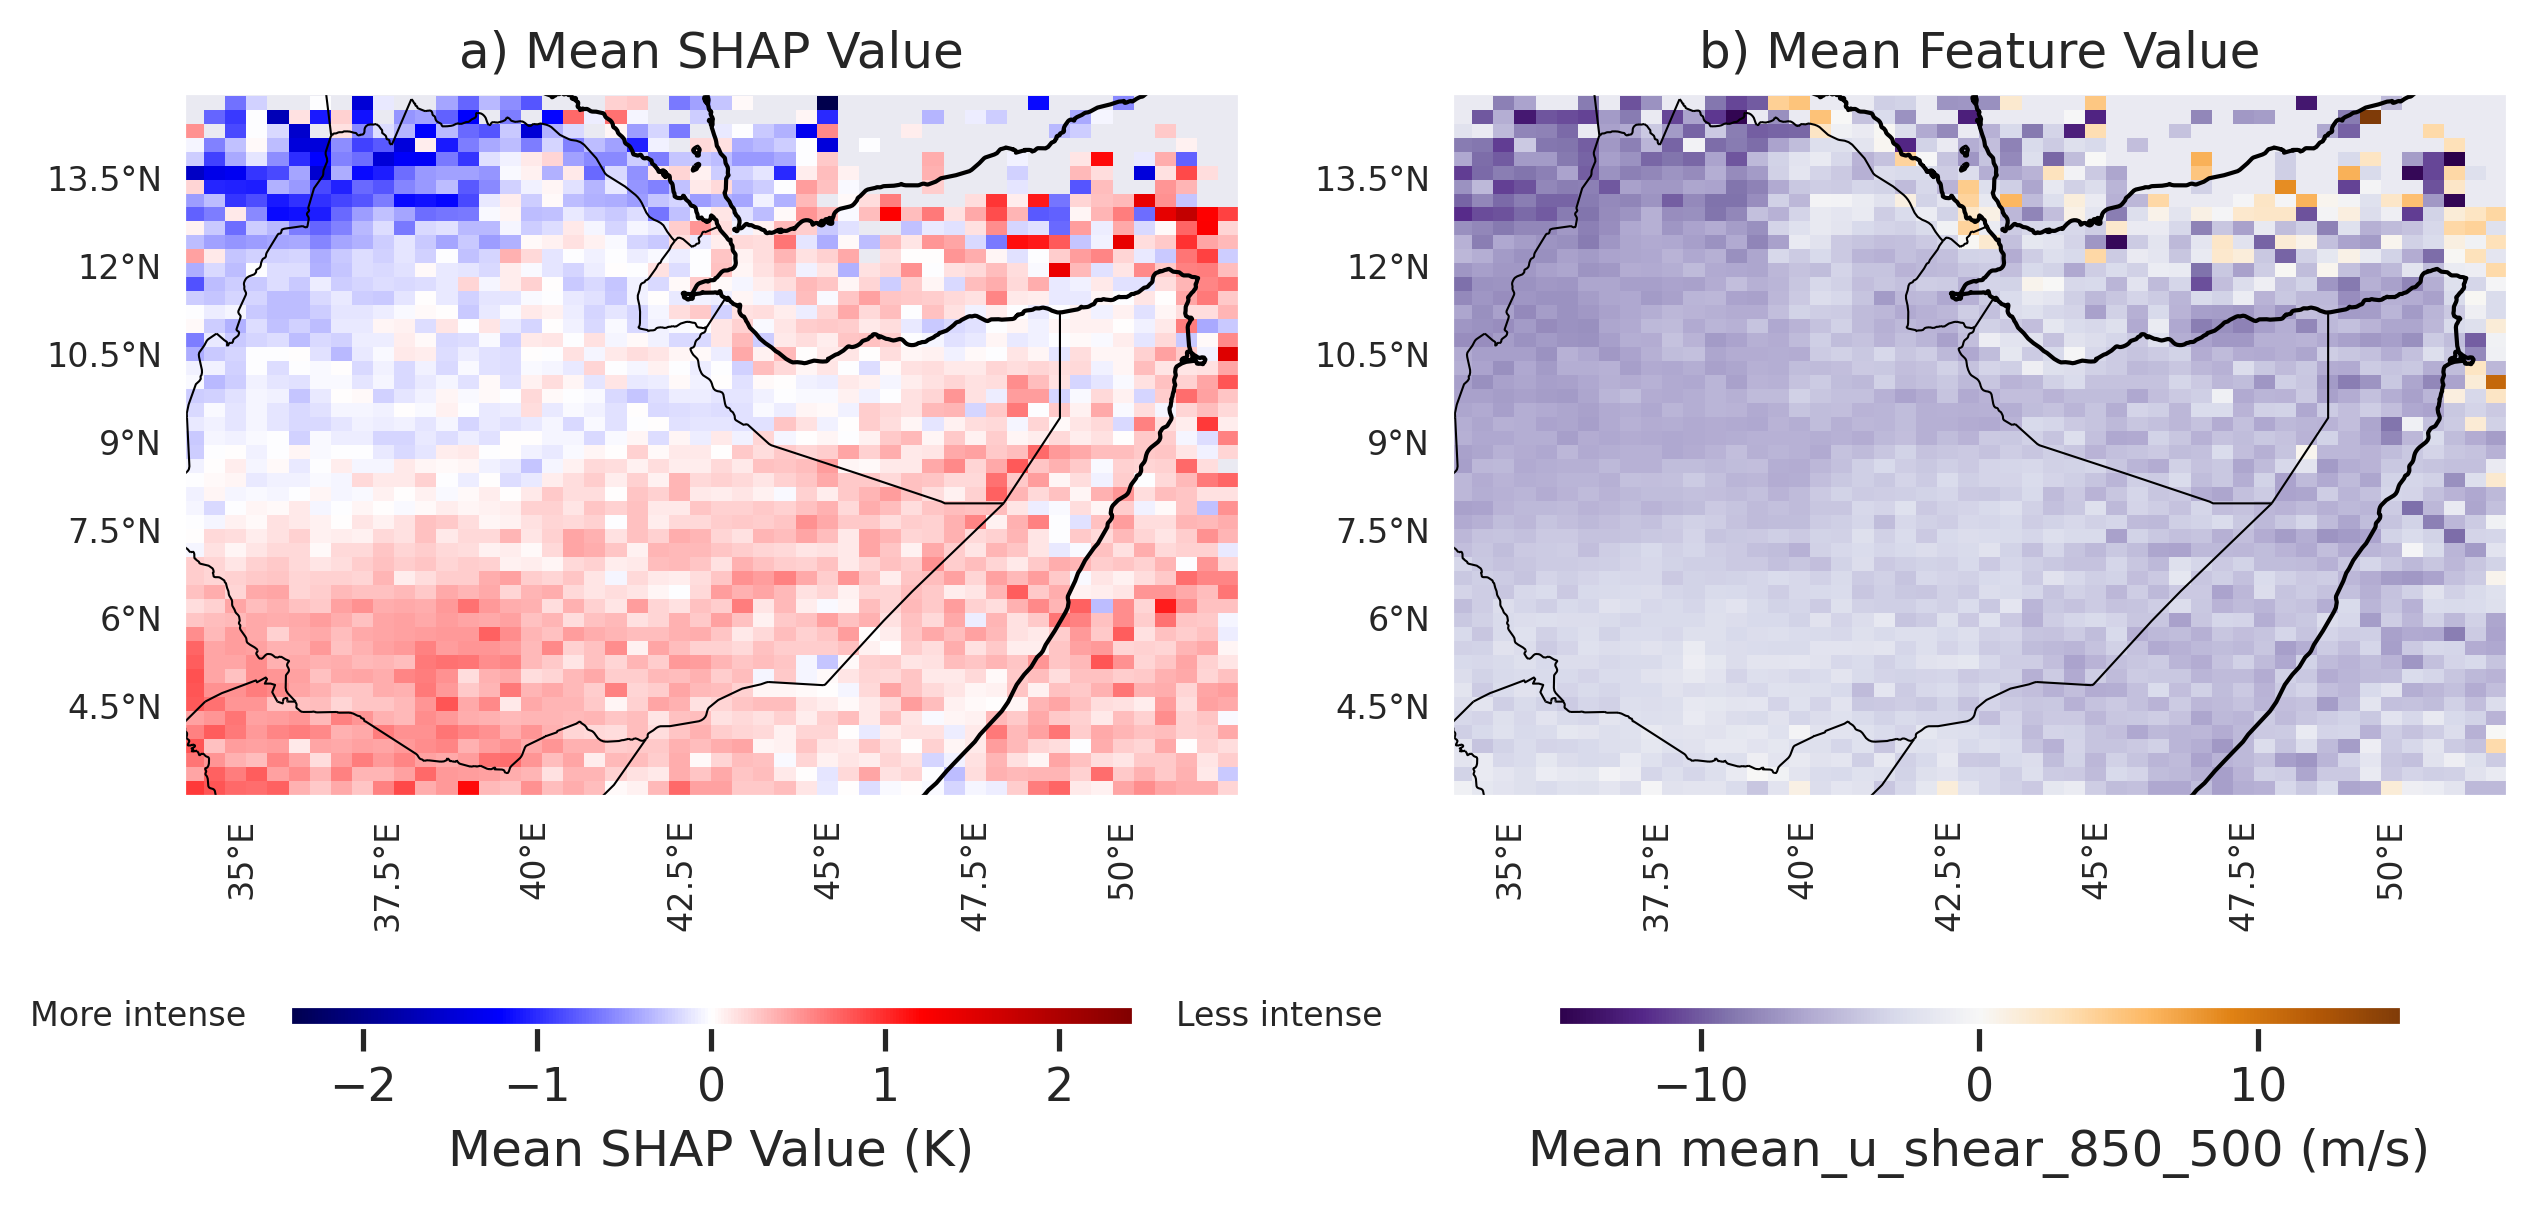 a) Mean SHAP Value
b) Mean Feature Value
13.5°N
12°N
10.5°N
9°N
7.5°N
6°N
4.5°N
13.5°N
12°N
10.5°N
9°N
7.5°N
6°N
4.5°N
35°E
37.5°E
40°E
42.5°E
45°E
47.5°E
50°E
35°E
37.5°E
40°E
42.5°E
45°E
47.5°E
50°E
More intense
Less intense
−2 −1 0 1 2
−10 0 10
Mean SHAP Value (K)
Mean mean_u_shear_850_500 (m/s)